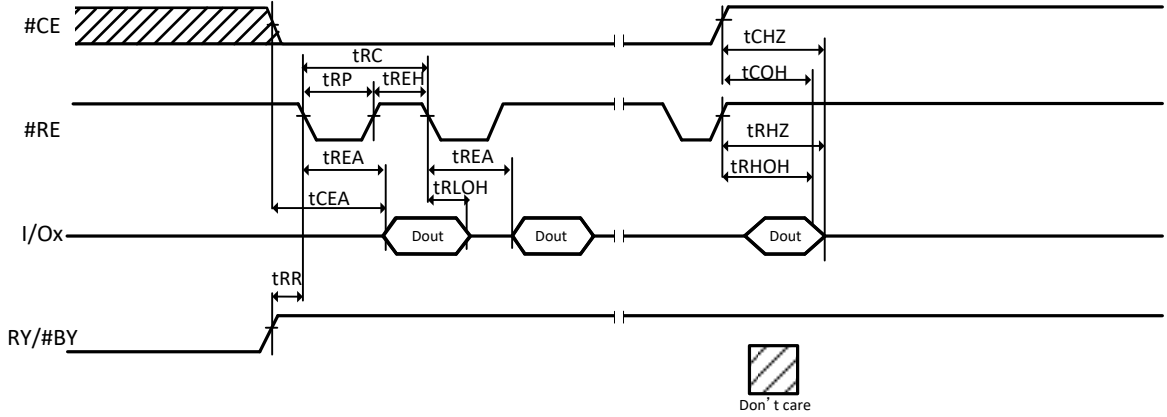 #CE
tCHZ
tRC
tCOH
tRP
tREH
#RE
tRHZ
tREA
tREA
tRHOH
tRLOH
tCEA
I/Ox
Dout
Dout
Dout
tRR
RY/#BY
Don't care